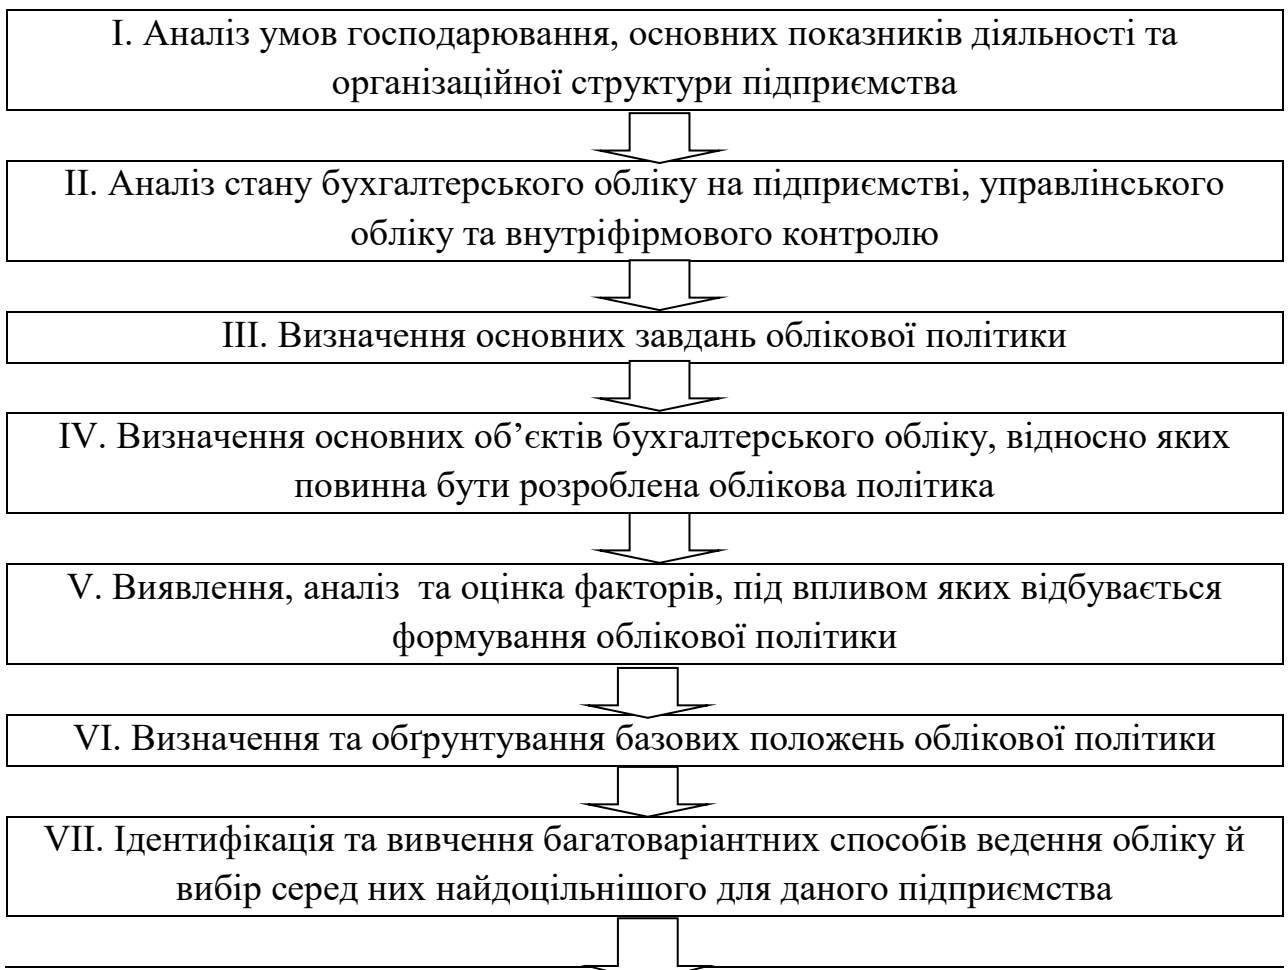 I. Аналіз умов господарювання, основних показників діяльності та
організаційної структури підприємства
II. Аналіз стану бухгалтерського обліку на підприємстві, управлінського
обліку та внутріфірмового контролю
III. Визначення основних завдань облікової політики
IV. Визначення основних об’єктів бухгалтерського обліку, відносно яких
повинна бути розроблена облікова політика
V. Виявлення, аналіз та оцінка факторів, під впливом яких відбувається
формування облікової політики
VI. Визначення та обґрунтування базових положень облікової політики
VII. Ідентифікація та вивчення багатоваріантних способів ведення обліку й
вибір серед них найдоцільнішого для даного підприємства